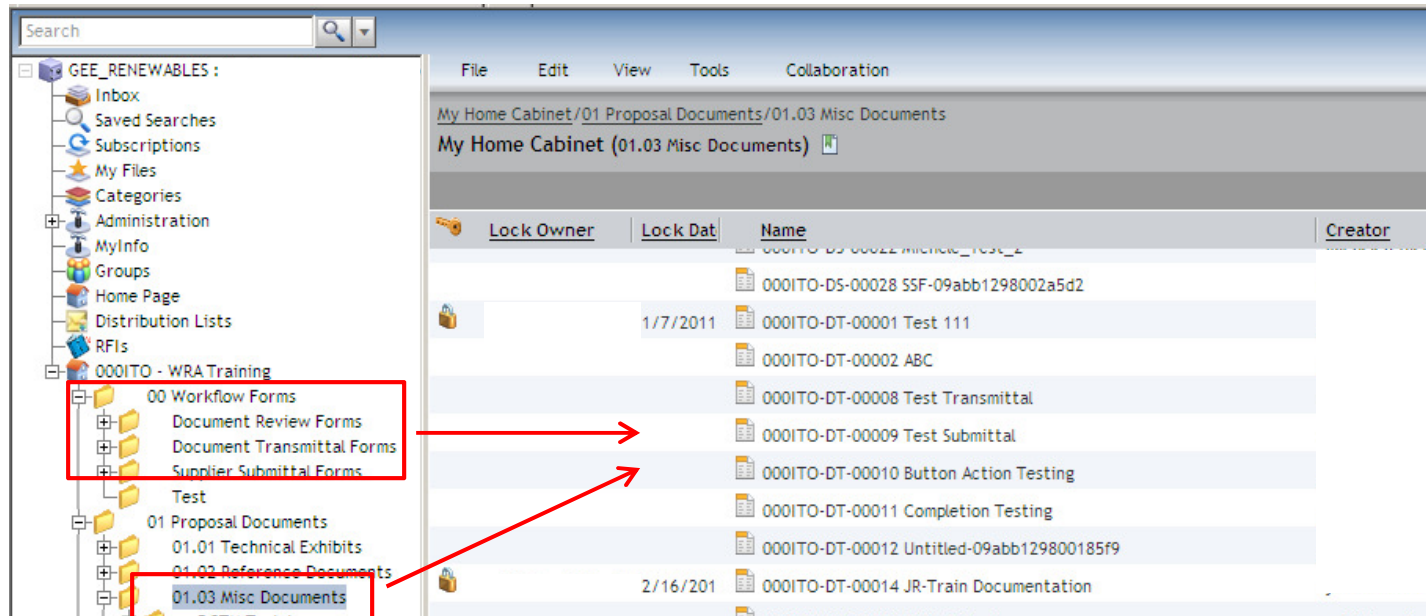 Search
GEE_RENEWABLES :
Inbox
Saved Searches
Subscriptions
My Files
Categories
Administration
MyInfo
Groups
Home Page
Distribution Lists
RFIs
000ITO - WRA Training
00 Workflow Forms
Document Review Forms
Document Transmittal Forms
Supplier Submittal Forms
Test
01 Proposal Documents
01.01 Technical Exhibits
01.02 Reference Documents
01.03 Misc Documents
File Edit View Tools Collaboration
My Home Cabinet/01 Proposal Documents/01.03 Misc Documents
My Home Cabinet (01.03 Misc Documents)
Lock Owner Lock Dat Name Creator
000ITO-DS-00022 Michele_Test_2
000ITO-DS-00028 SSF-09abb1298002a5d2
1/7/2011 000ITO-DT-00001 Test 111
000ITO-DT-00002 ABC
000ITO-DT-00008 Test Transmittal
000ITO-DT-00009 Test Submittal
000ITO-DT-00010 Button Action Testing
000ITO-DT-00011 Completion Testing
000ITO-DT-00012 Untitled-09abb129800185f9
2/16/201 000ITO-DT-00014 JR-Train Documentation